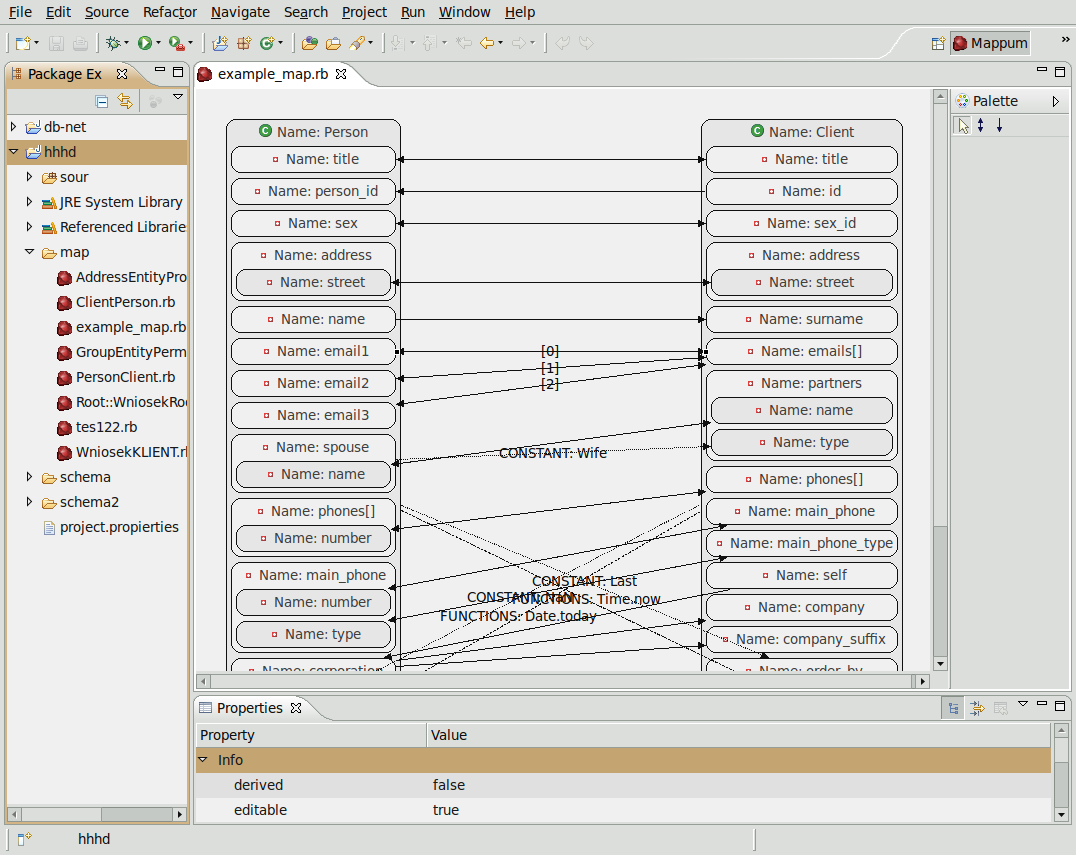 File Edit Source Refactor Navigate Search Project Run Window Help
Mappum »
Package Ex
example_map.rb
db-net
hhhd
sour
JRE System Library
Referenced Librarie
map
AddressEntityPro
ClientPerson.rb
example_map.rb
GroupEntityPerm
PersonClient.rb
Root::WniosekRo
tes122.rb
WniosekKLIENT.r
schema
schema2
project.propierties
Name: Person
Name: title
Name: person_id
Name: sex
Name: address
Name: street
Name: name
Name: email1
Name: email2
Name: email3
Name: spouse
Name: name
Name: phones[]
Name: number
Name: main_phone
Name: number
Name: type
Name: corporation
[0]
[1]
[2]
CONSTANT: Wife
CONSTANT: Last
FUNCTIONS: Time.now
FUNCTIONS: Date.today
Name: Client
Name: title
Name: id
Name: sex_id
Name: address
Name: street
Name: surname
Name: emails[]
Name: partners
Name: name
Name: type
Name: phones[]
Name: main_phone
Name: main_phone_type
Name: self
Name: company
Name: company_suffix
Name: order_by
Palette
Properties
Property Value
Info
derived false
editable true
hhhd